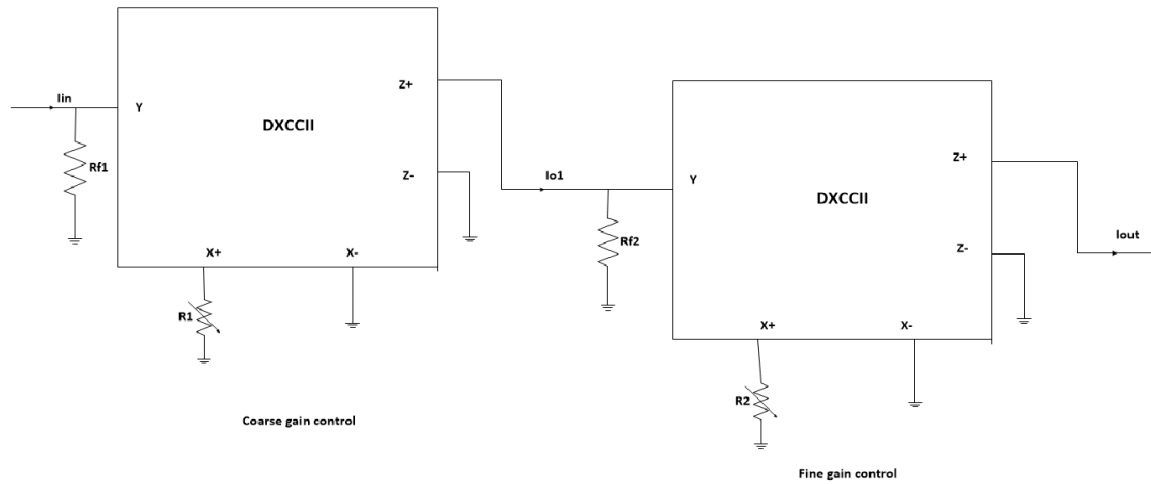 Iin
Y
Z+
DXCCII
Rf1
Z-
X+
X-
R1
Coarse gain control
Io1
Y
Z+
DXCCII
Rf2
Z-
Iout
X+
X-
R2
Fine gain control